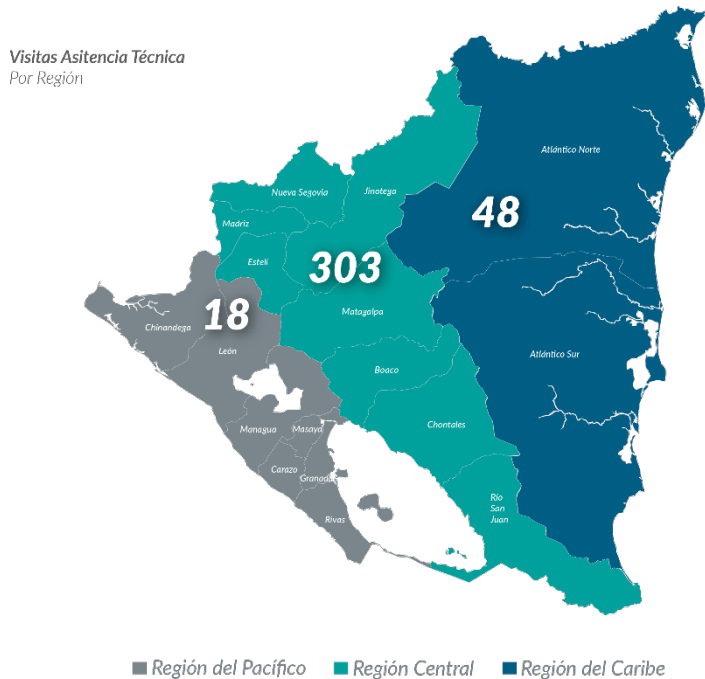 Visitas Asitencia Técnica
Por Región
Atlántico Norte
Nueva Segovia
Jinotega
48
Madriz
Estelí
303
18
Matagalpa
Chinandega
León
Atlántico Sur
Boaco
Chontales
Managua
Masaya
Carazo
Granada
Río
San
Juan
Rivas
Región del Pacífico
Región Central
Región del Caribe